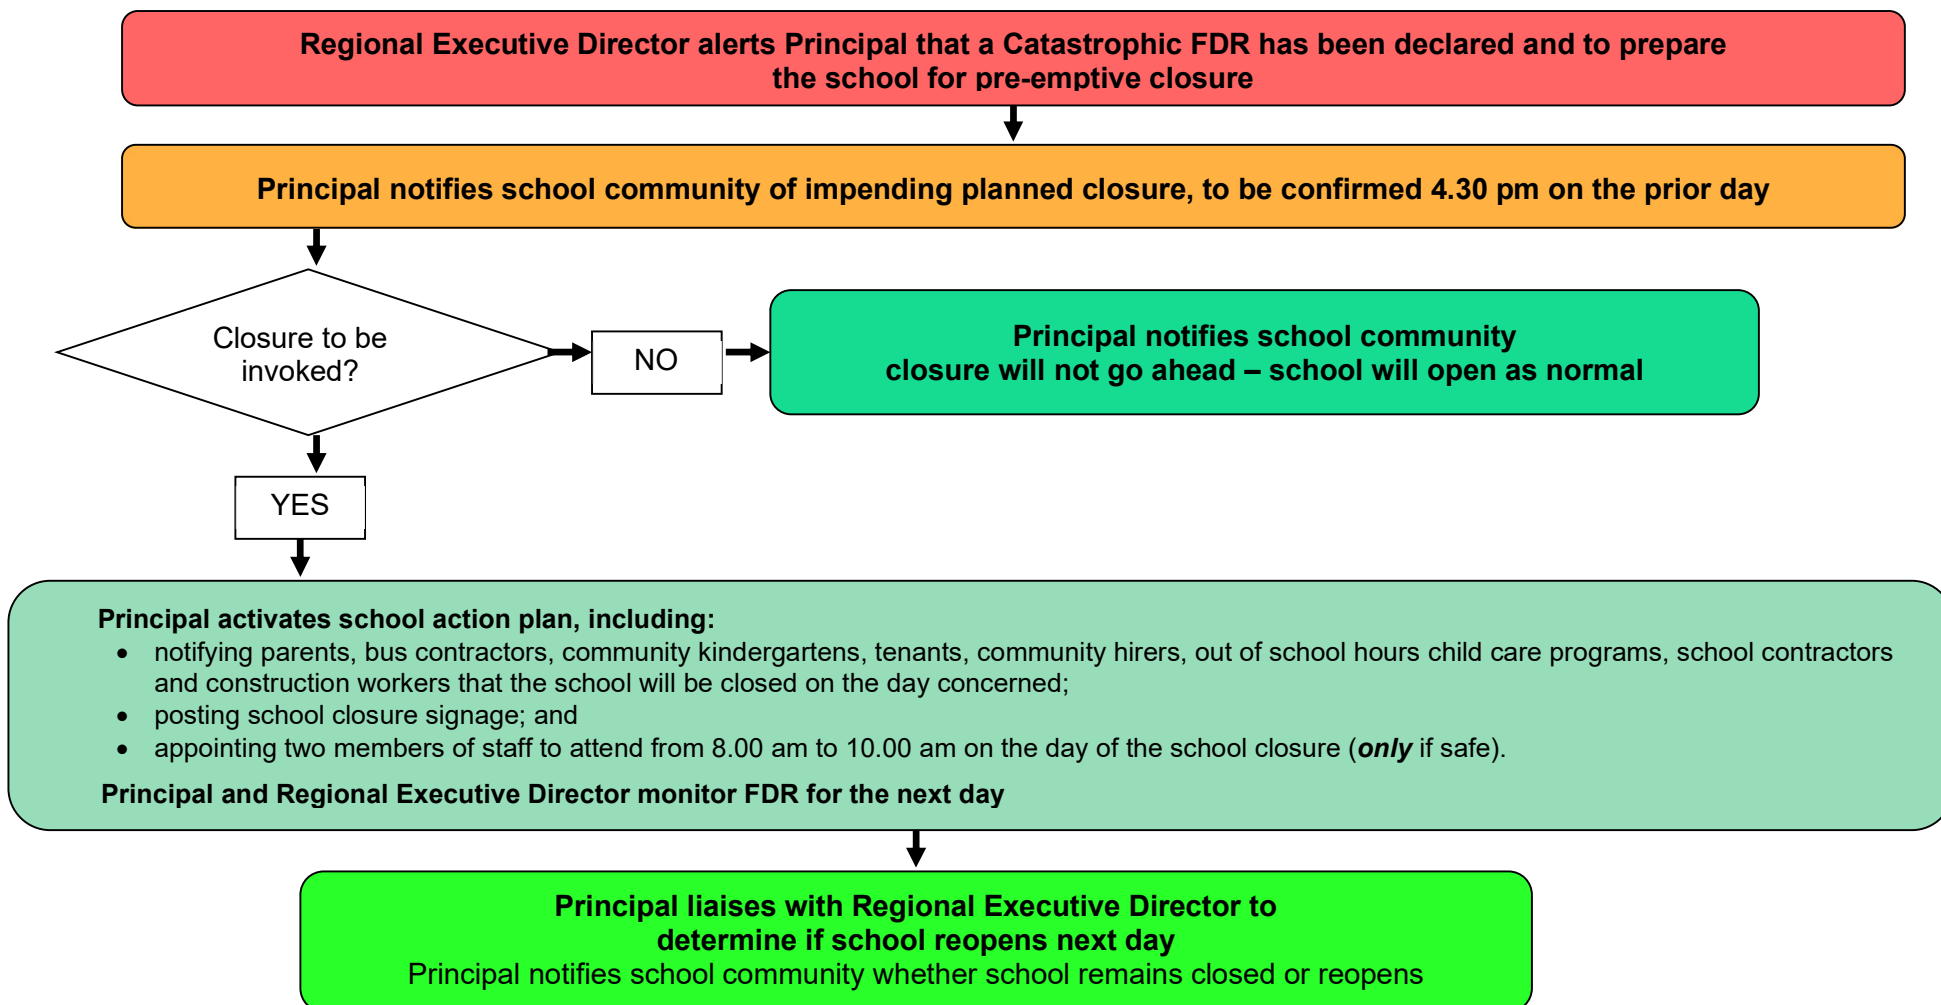 Regional Executive Director alerts Principal that a Catastrophic FDR has been declared and to prepare
the school for pre-emptive closure
Principal notifies school community of impending planned closure, to be confirmed 4.30 pm on the prior day
Closure to be
invoked?
NO
Principal notifies school community
closure will not go ahead – school will open as normal
YES
Principal activates school action plan, including:
• notifying parents, bus contractors, community kindergartens, tenants, community hirers, out of school hours child care programs, school contractors
and construction workers that the school will be closed on the day concerned;
• posting school closure signage; and
• appointing two members of staff to attend from 8.00 am to 10.00 am on the day of the school closure (only if safe).
Principal and Regional Executive Director monitor FDR for the next day
Principal liaises with Regional Executive Director to
determine if school reopens next day
Principal notifies school community whether school remains closed or reopens